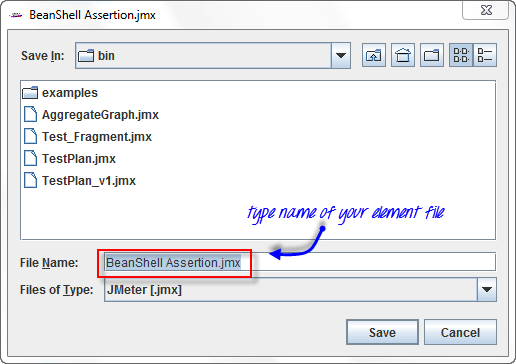 BeanShell Assertion.jmx
Save In: bin
examples
AggregateGraph.jmx
Test_Fragment.jmx
TestPlan.jmx
TestPlan_v1.jmx
type name of your element file
File Name: BeanShell Assertion.jmx
Files of Type: JMeter [.jmx]
Save Cancel